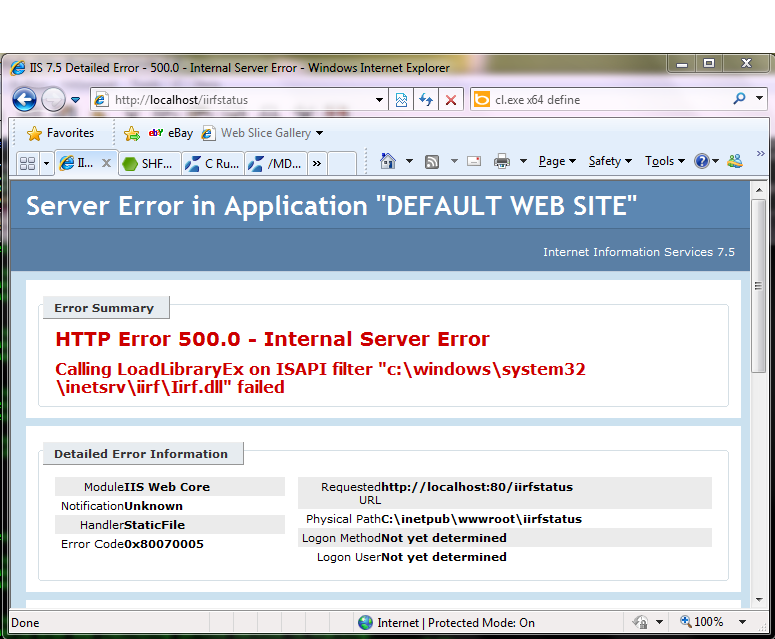 IIS 7.5 Detailed Error - 500.0 - Internal Server Error - Windows Internet Explorer
http://localhost/iirfstatus
cl.exe x64 define
Favorites
ebY eBay
Web Slice Gallery
II...
SHF...
C Ru...
/MD...
»
Page
Safety
Tools
»
Server Error in Application "DEFAULT WEB SITE"
Internet Information Services 7.5
Error Summary
HTTP Error 500.0 - Internal Server Error
Calling LoadLibraryEx on ISAPI filter "c:\windows\system32
\inetsrv\iirf\Iirf.dll" failed
Detailed Error Information
Module IIS Web Core
Notification Unknown
Handler StaticFile
Error Code 0x80070005
Requested http://localhost:80/iirfstatus
URL
Physical Path C:\inetpub\wwwroot\iirfstatus
Logon Method Not yet determined
Logon User Not yet determined
Done
Internet | Protected Mode: On
100%